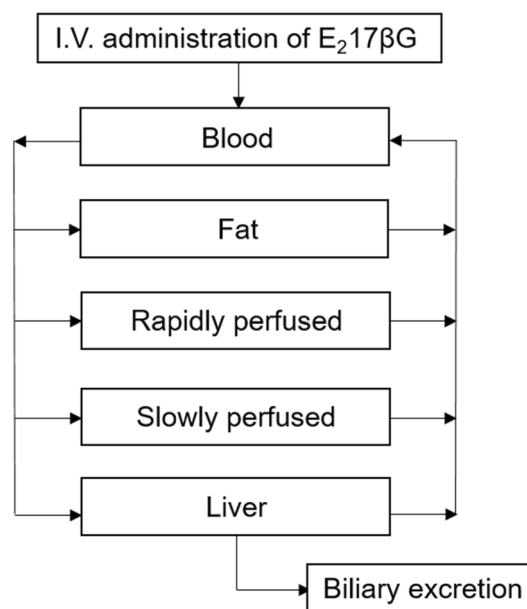 I.V. administration of E₂17βG
Blood
Fat
Rapidly perfused
Slowly perfused
Liver
Biliary excretion